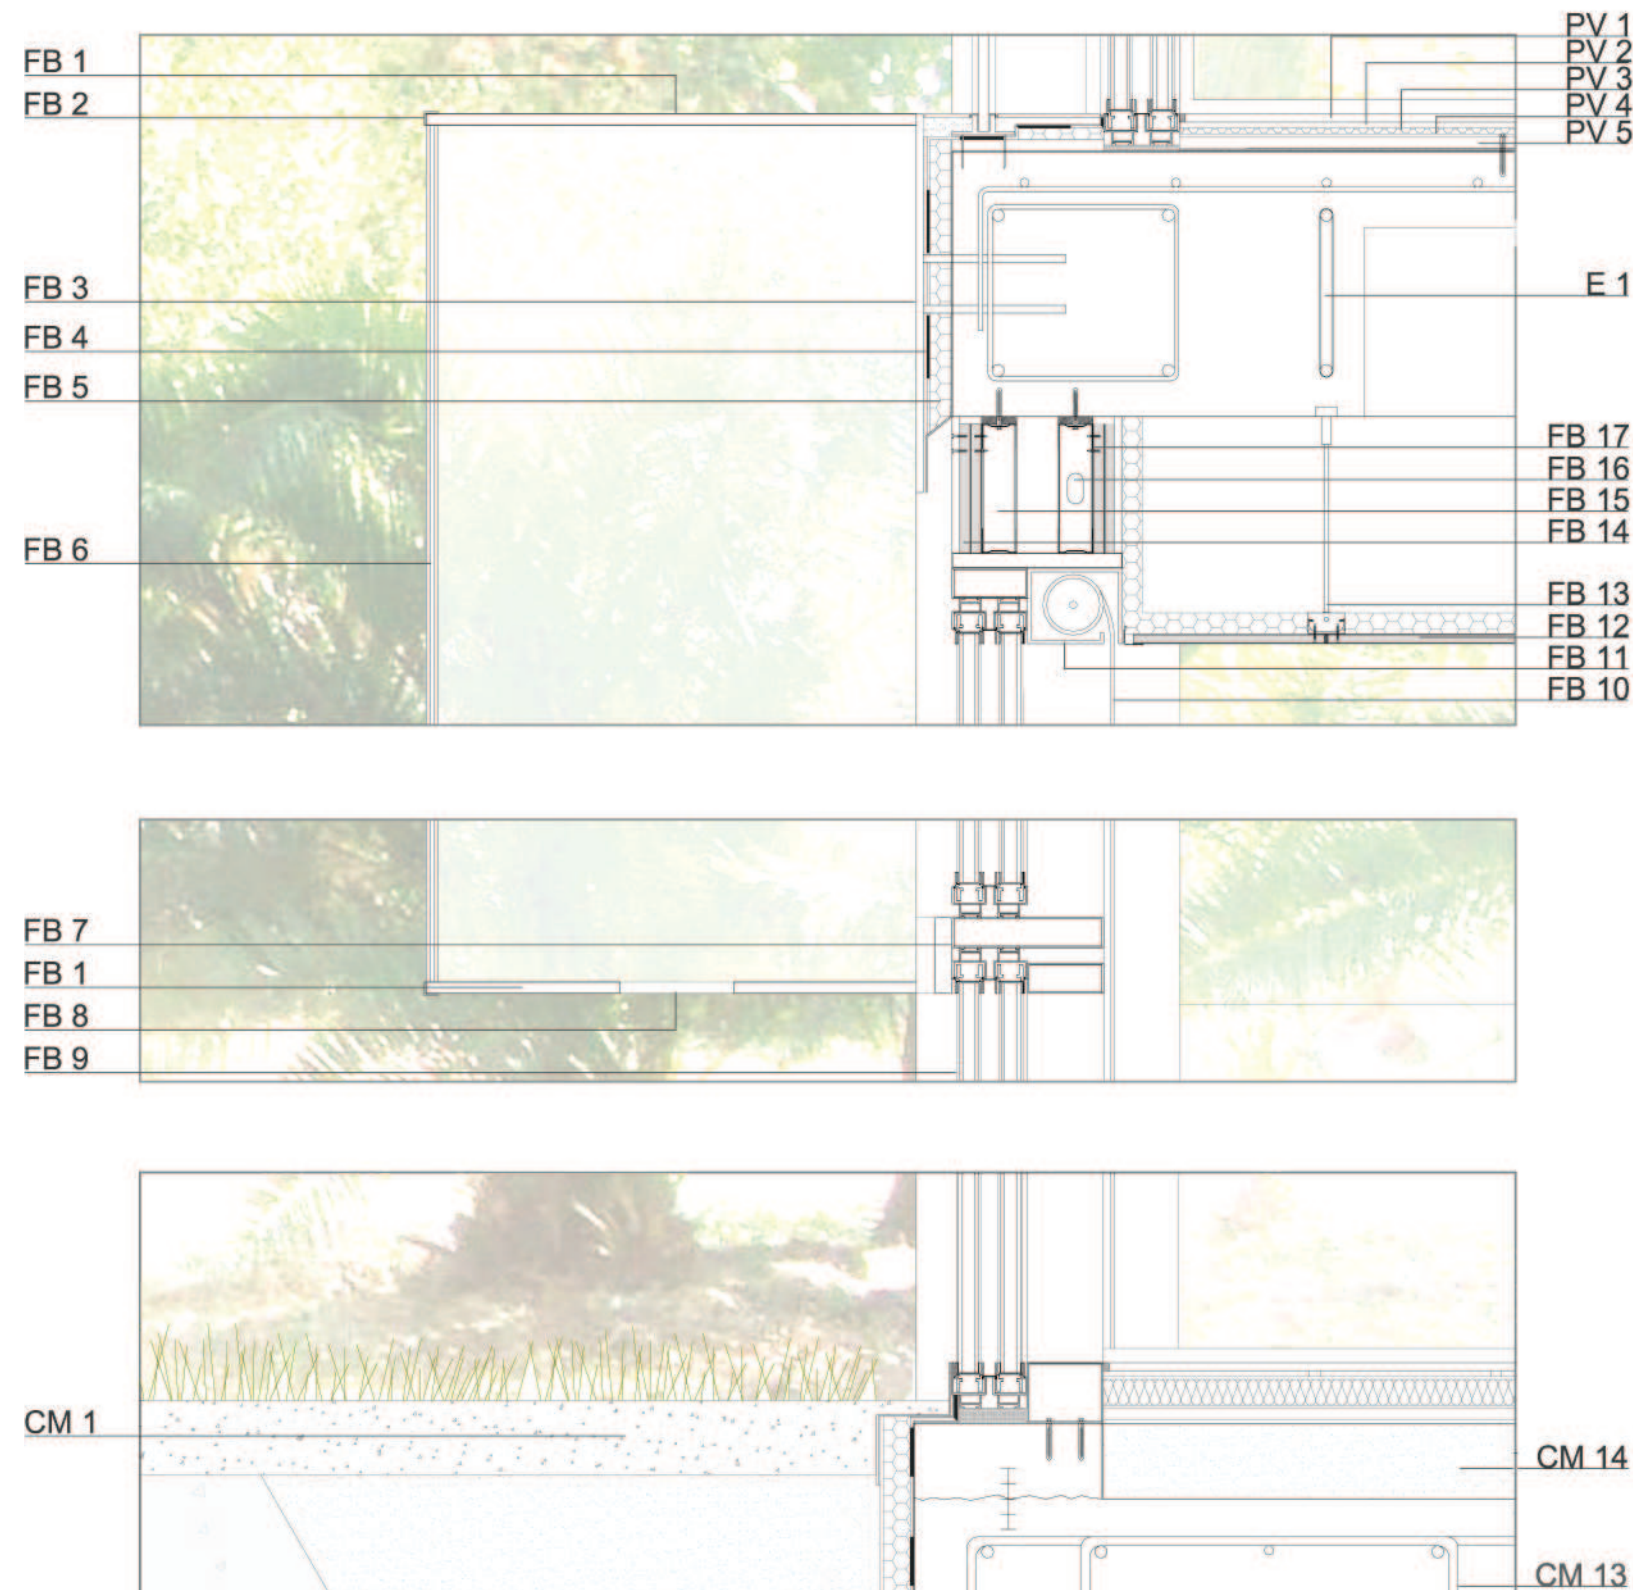 FB 1
FB 2
FB 3
FB 4
FB 5
FB 6
PV 1
PV 2
PV 3
PV 4
PV 5
E 1
FB 17
FB 16
FB 15
FB 14
FB 13
FB 12
FB 11
FB 10
FB 7
FB 1
FB 8
FB 9
CM 1
CM 14
CM 13